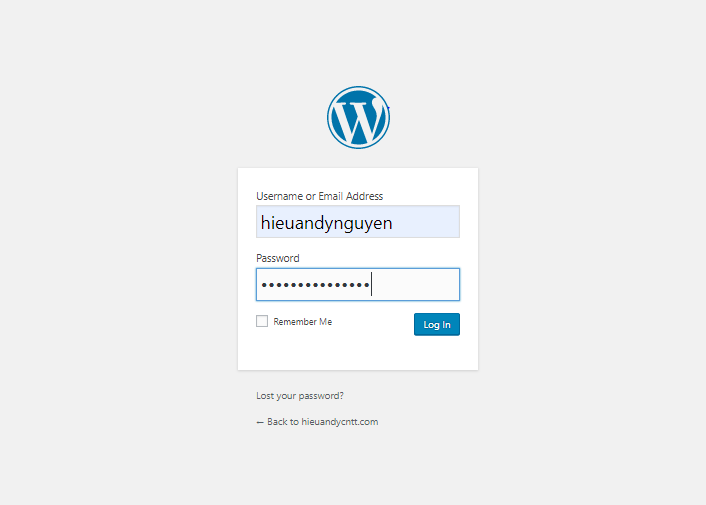 Username or Email Address
hieuandynguyen
Password
•••••••••••••••
Remember Me
Log In
Lost your password?
← Back to hieuandycntt.com